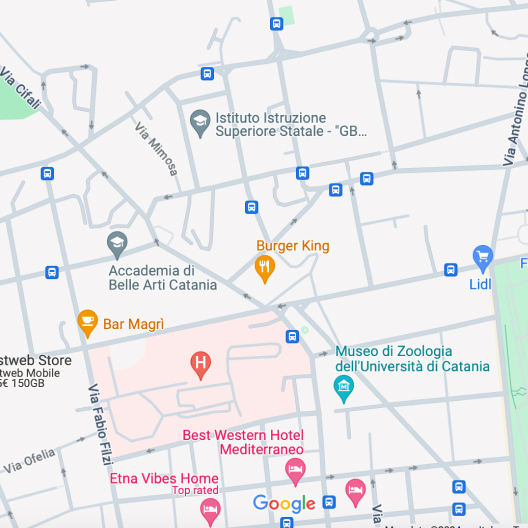 Via Cifali
Via Antonino Longo
Istituto Istruzione
Superiore Statale - "GB...
Via Mimosa
Burger King
Accademia di
Belle Arti Catania
Lidl
F
Bar Magrì
stweb Store
tweb Mobile
5€ 150GB
H
Museo di Zoologia
dell'Università di Catania
Via Fabio Filzi
Best Western Hotel
Mediterraneo
Via Ofelia
Etna Vibes Home
Top rated
Google